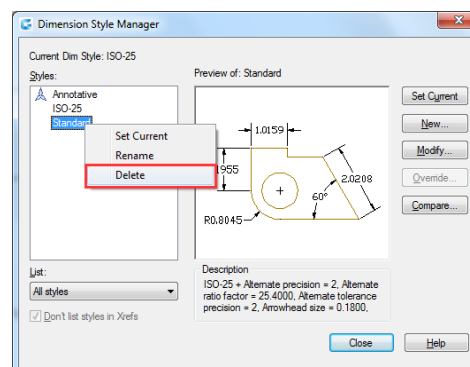 Dimension Style Manager
Current Dim Style: ISO-25
Styles:
Annotative
ISO-25
Standard
Set Current
Rename
Delete
Preview of: Standard
1.0159
1955
2.0208
60°
R0.8045
Set Current
New...
Modify...
Override...
Compare...
List:
All styles
Don't list styles in Xrefs
Description
ISO-25 + Alternate precision = 2, Alternate
ratio factor = 25.4000, Alternate tolerance
precision = 2, Arrowhead size = 0.1800,
Close
Help